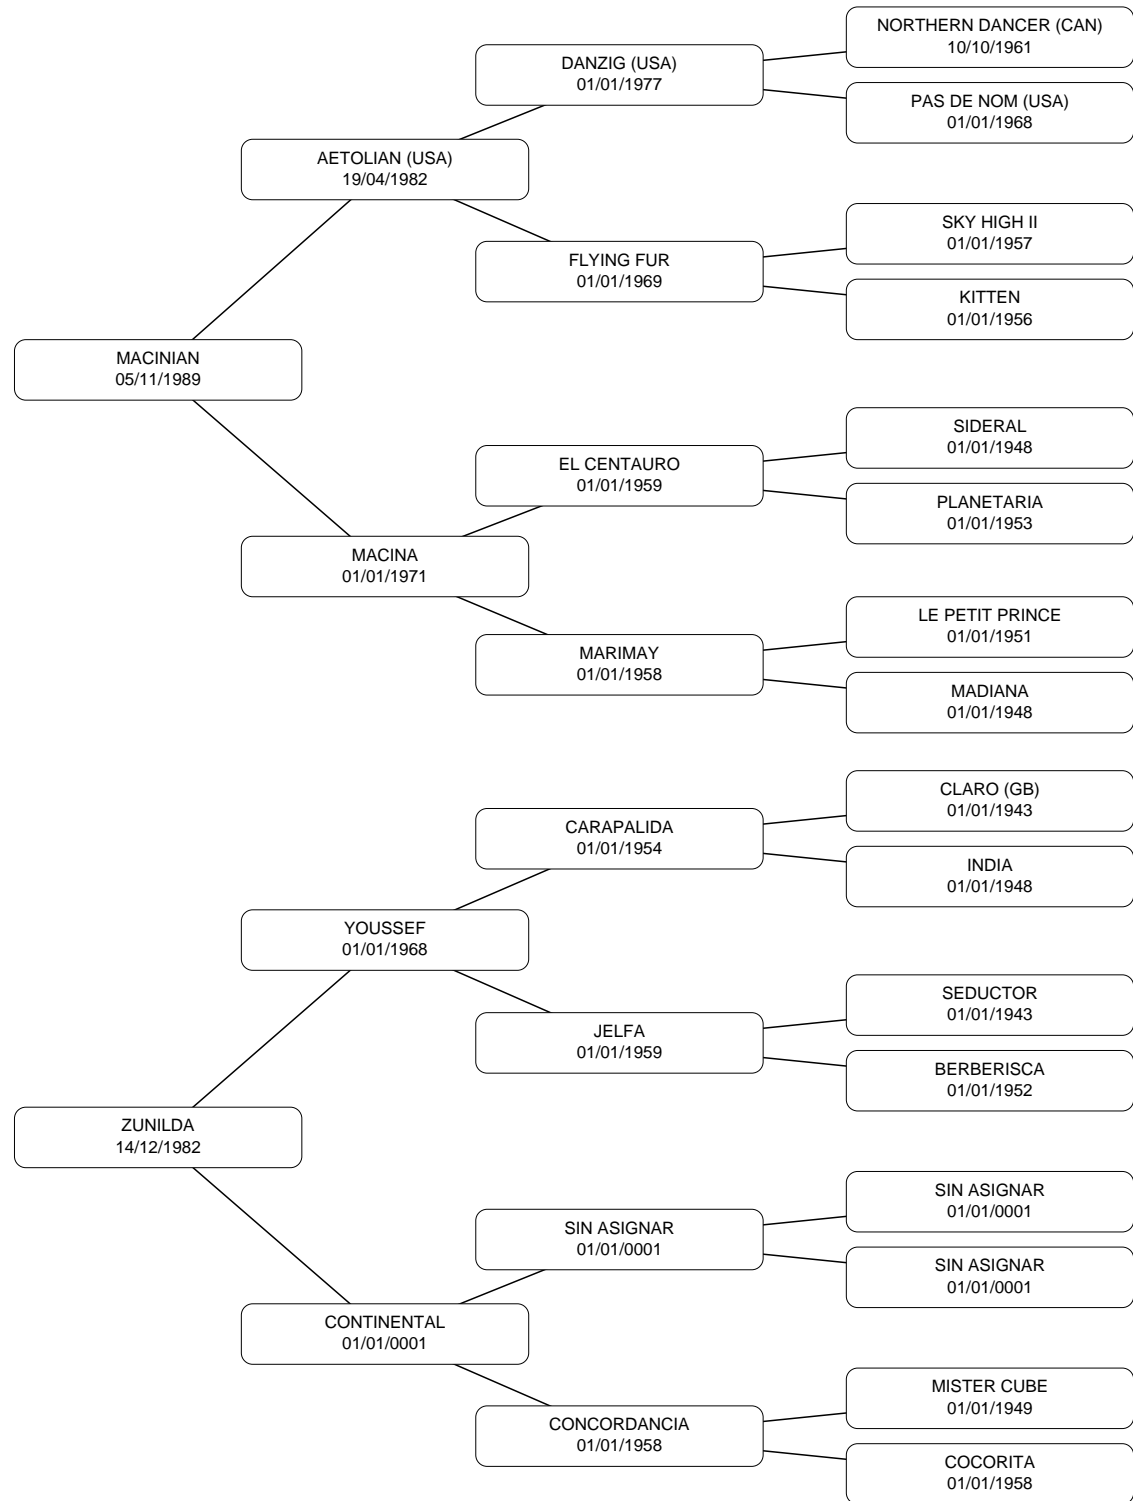 NORTHERN DANCER (CAN)
10/10/1961
DANZIG (USA)
01/01/1977
PAS DE NOM (USA)
01/01/1968
AETOLIAN (USA)
19/04/1982
SKY HIGH II
01/01/1957
FLYING FUR
01/01/1969
KITTEN
01/01/1956
MACINIAN
05/11/1989
SIDERAL
01/01/1948
EL CENTAURO
01/01/1959
PLANETARIA
01/01/1953
MACINA
01/01/1971
LE PETIT PRINCE
01/01/1951
MARIMAY
01/01/1958
MADIANA
01/01/1948
CLARO (GB)
01/01/1943
CARAPALIDA
01/01/1954
INDIA
01/01/1948
YOUSSEF
01/01/1968
SEDUCTOR
01/01/1943
JELFA
01/01/1959
BERBERISCA
01/01/1952
ZUNILDA
14/12/1982
SIN ASIGNAR
01/01/0001
SIN ASIGNAR
01/01/0001
SIN ASIGNAR
01/01/0001
CONTINENTAL
01/01/0001
MISTER CUBE
01/01/1949
CONCORDANCIA
01/01/1958
COCORITA
01/01/1958